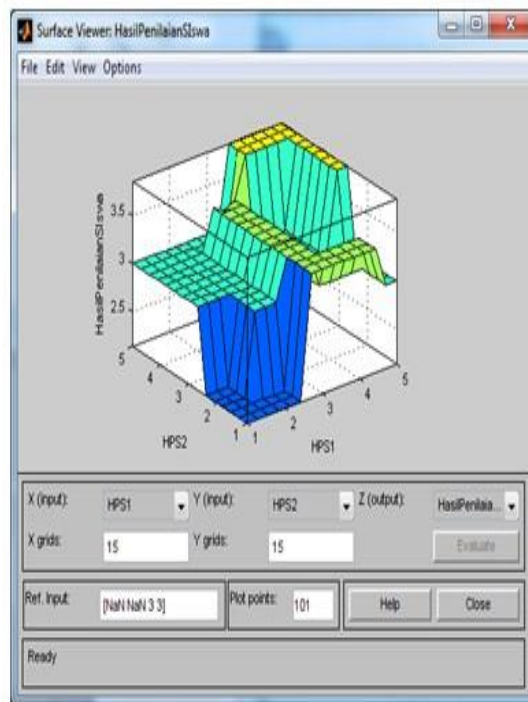 Surface Viewer: HasilPenilaianSIswa
File Edit View Options
HasilPenilaianSIswa
3.5
3
2.5
5
4
3
2
1
HPS2
1
2
3
4
5
HPS1
X (input): HPS1 Y (input): HPS2 Z (output): HasilPenilaia...
X grids: 15 Y grids: 15 Evaluate
Ref. Input: [NaN NaN 3 3] Plot points: 101 Help Close
Ready